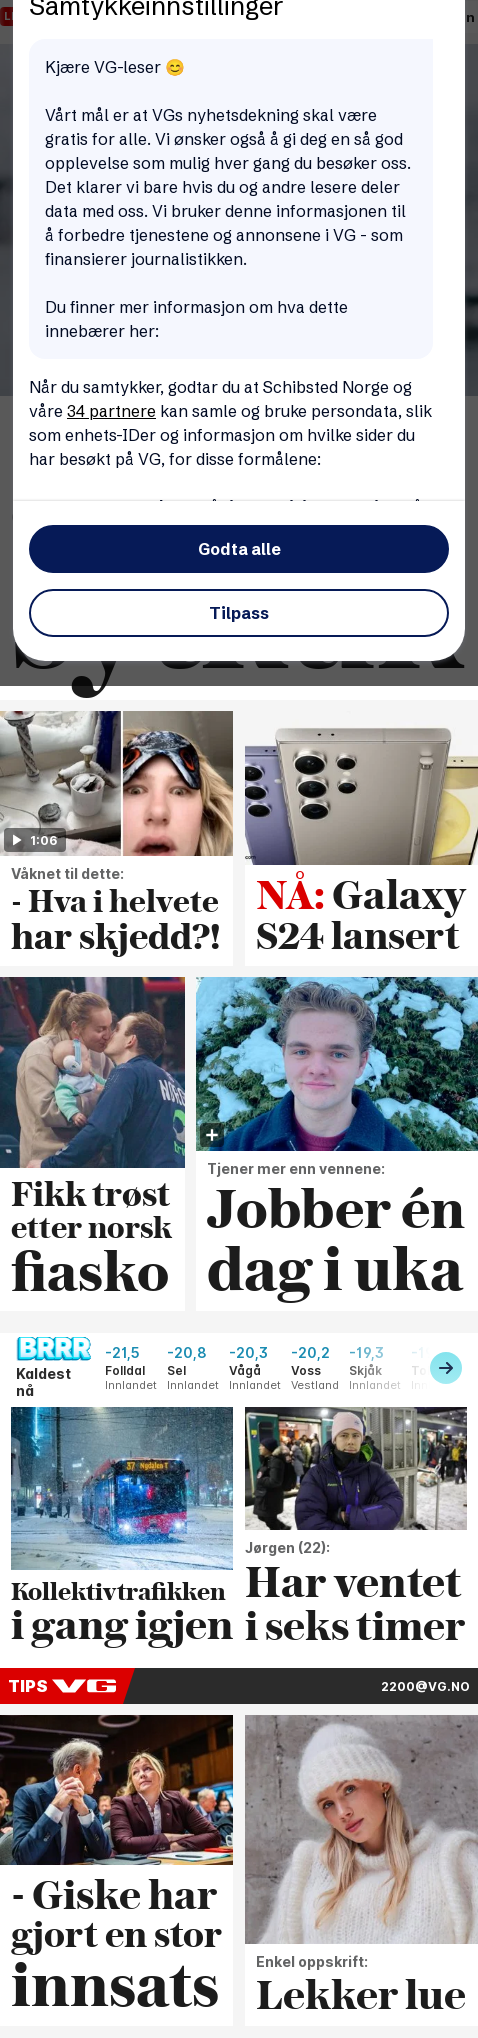 Samtykkeinnstillinger
Kjære VG-leser 😊
Vårt mål er at VGs nyhetsdekning skal være
gratis for alle. Vi ønsker også å gi deg en så god
opplevelse som mulig hver gang du besøker oss.
Det klarer vi bare hvis du og andre lesere deler
data med oss. Vi bruker denne informasjonen til
å forbedre tjenestene og annonsene i VG - som
finansierer journalistikken.
Du finner mer informasjon om hva dette
innebærer her:
Når du samtykker, godtar du at Schibsted Norge og
våre 34 partnere kan samle og bruke persondata, slik
som enhets-IDer og informasjon om hvilke sider du
har besøkt på VG, for disse formålene:
Godta alle
Tilpass
1:06
Våknet til dette:
- Hva i helvete
har skjedd?!
NÅ: Galaxy
S24 lansert
Fikk trøst
etter norsk
fiasko
Tjener mer enn vennene:
Jobber én
dag i uka
BRRR
Kaldest
nå
-21,5
Folldal
Innlandet
-20,8
Sel
Innlandet
-20,3
Vågå
Innlandet
-20,2
Voss
Vestland
-19,3
Skjåk
Innlandet
37 Nydalen T
Kollektivtrafikken
i gang igjen
Jørgen (22):
Har ventet
i seks timer
TIPS VG
2200@VG.NO
- Giske har
gjort en stor
innsats
Enkel oppskrift:
Lekker lue